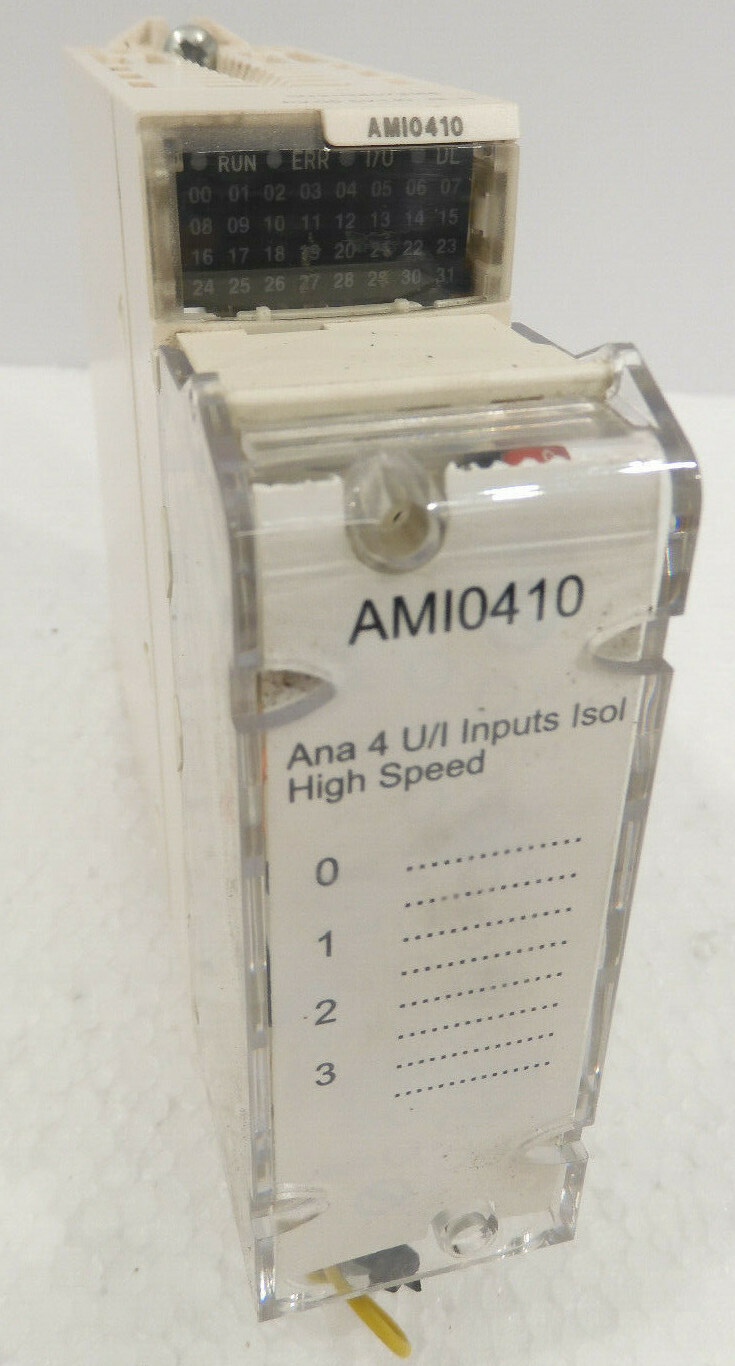 AMI0410
RUN ERR I/O DL
00 01 02 03 04 05 06 07
08 09 10 11 12 13 14 15
16 17 18 19 20 21 22 23
24 25 26 27 28 29 30 31
AMI0410
Ana 4 U/I Inputs Isol
High Speed
0
1
2
3